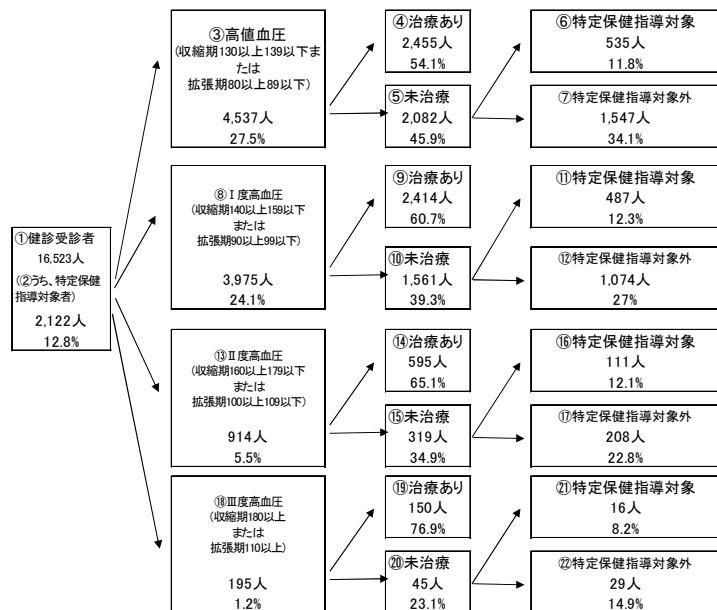 ①健診受診者
16,523人
(②うち、特定保健
指導対象者)
2,122人
12.8%
③高値血圧
(収縮期130以上139以下ま
たは
拡張期80以上89以下)
4,537人
27.5%
④治療あり
2,455人
54.1%
⑤未治療
2,082人
45.9%
⑥特定保健指導対象
535人
11.8%
⑦特定保健指導対象外
1,547人
34.1%
⑧Ⅰ度高血圧
(収縮期140以上159以下
または
拡張期90以上99以下)
3,975人
24.1%
⑨治療あり
2,414人
60.7%
⑩未治療
1,561人
39.3%
⑪特定保健指導対象
487人
12.3%
⑫特定保健指導対象外
1,074人
27%
⑬Ⅱ度高血圧
(収縮期160以上179以下
または
拡張期100以上109以下)
914人
5.5%
⑭治療あり
595人
65.1%
⑮未治療
319人
34.9%
⑯特定保健指導対象
111人
12.1%
⑰特定保健指導対象外
208人
22.8%
⑱Ⅲ度高血圧
(収縮期180以上
または
拡張期110以上)
195人
1.2%
⑲治療あり
150人
76.9%
⑳未治療
45人
23.1%
㉑特定保健指導対象
16人
8.2%
㉒特定保健指導対象外
29人
14.9%